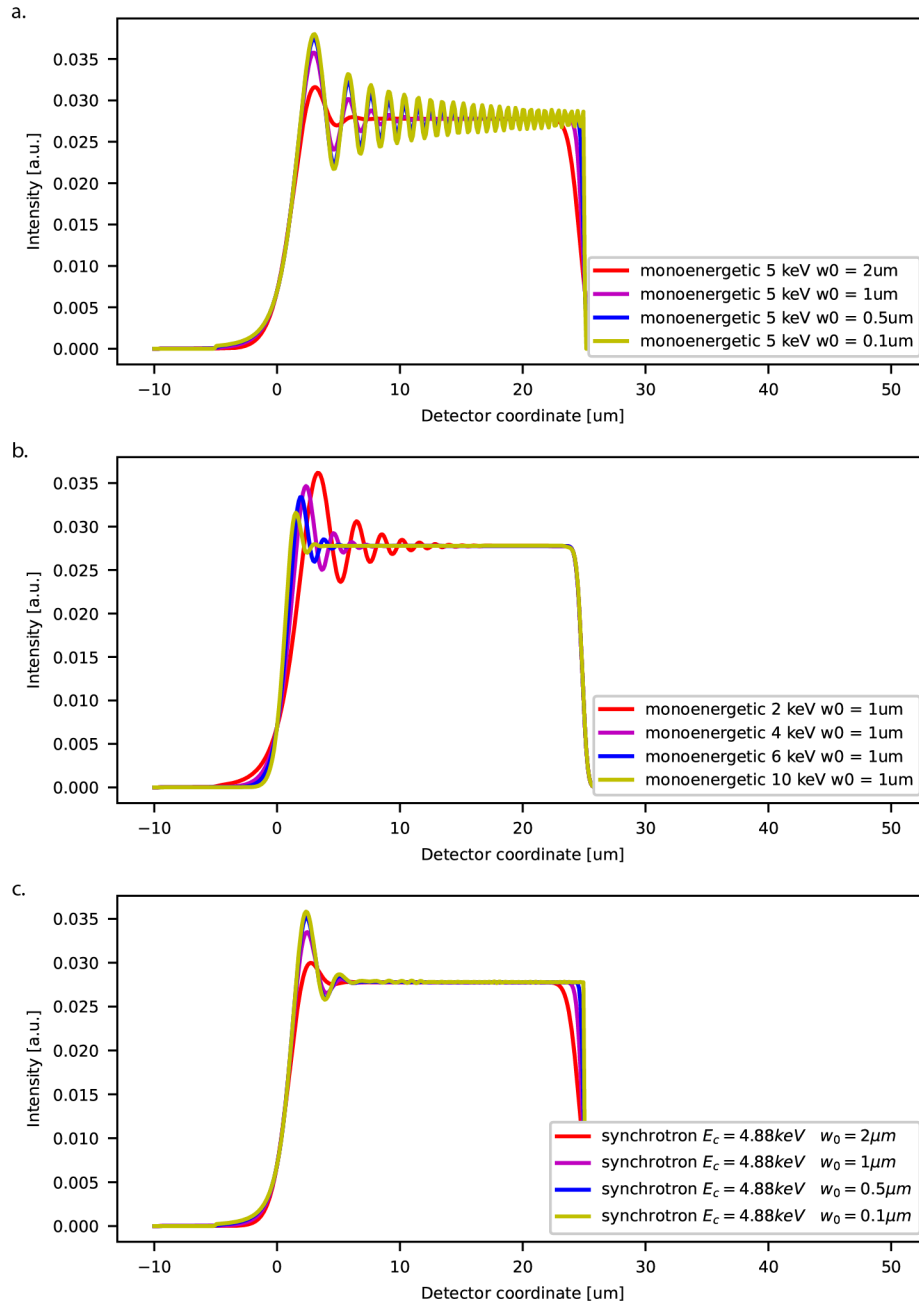 a.
0.035
0.030
0.025
0.020
0.015
0.010
0.005
0.000
Intensity [a.u.]
monoenergetic 5 keV w0 = 2um
monoenergetic 5 keV w0 = 1um
monoenergetic 5 keV w0 = 0.5um
monoenergetic 5 keV w0 = 0.1um
−10 0 10 20 30 40 50
Detector coordinate [um]
b.
0.035
0.030
0.025
0.020
0.015
0.010
0.005
0.000
Intensity [a.u.]
monoenergetic 2 keV w0 = 1um
monoenergetic 4 keV w0 = 1um
monoenergetic 6 keV w0 = 1um
monoenergetic 10 keV w0 = 1um
−10 0 10 20 30 40 50
Detector coordinate [um]
c.
0.035
0.030
0.025
0.020
0.015
0.010
0.005
0.000
Intensity [a.u.]
synchrotron E_c = 4.88keV w_0 = 2μm
synchrotron E_c = 4.88keV w_0 = 1μm
synchrotron E_c = 4.88keV w_0 = 0.5μm
synchrotron E_c = 4.88keV w_0 = 0.1μm
−10 0 10 20 30 40 50
Detector coordinate [um]